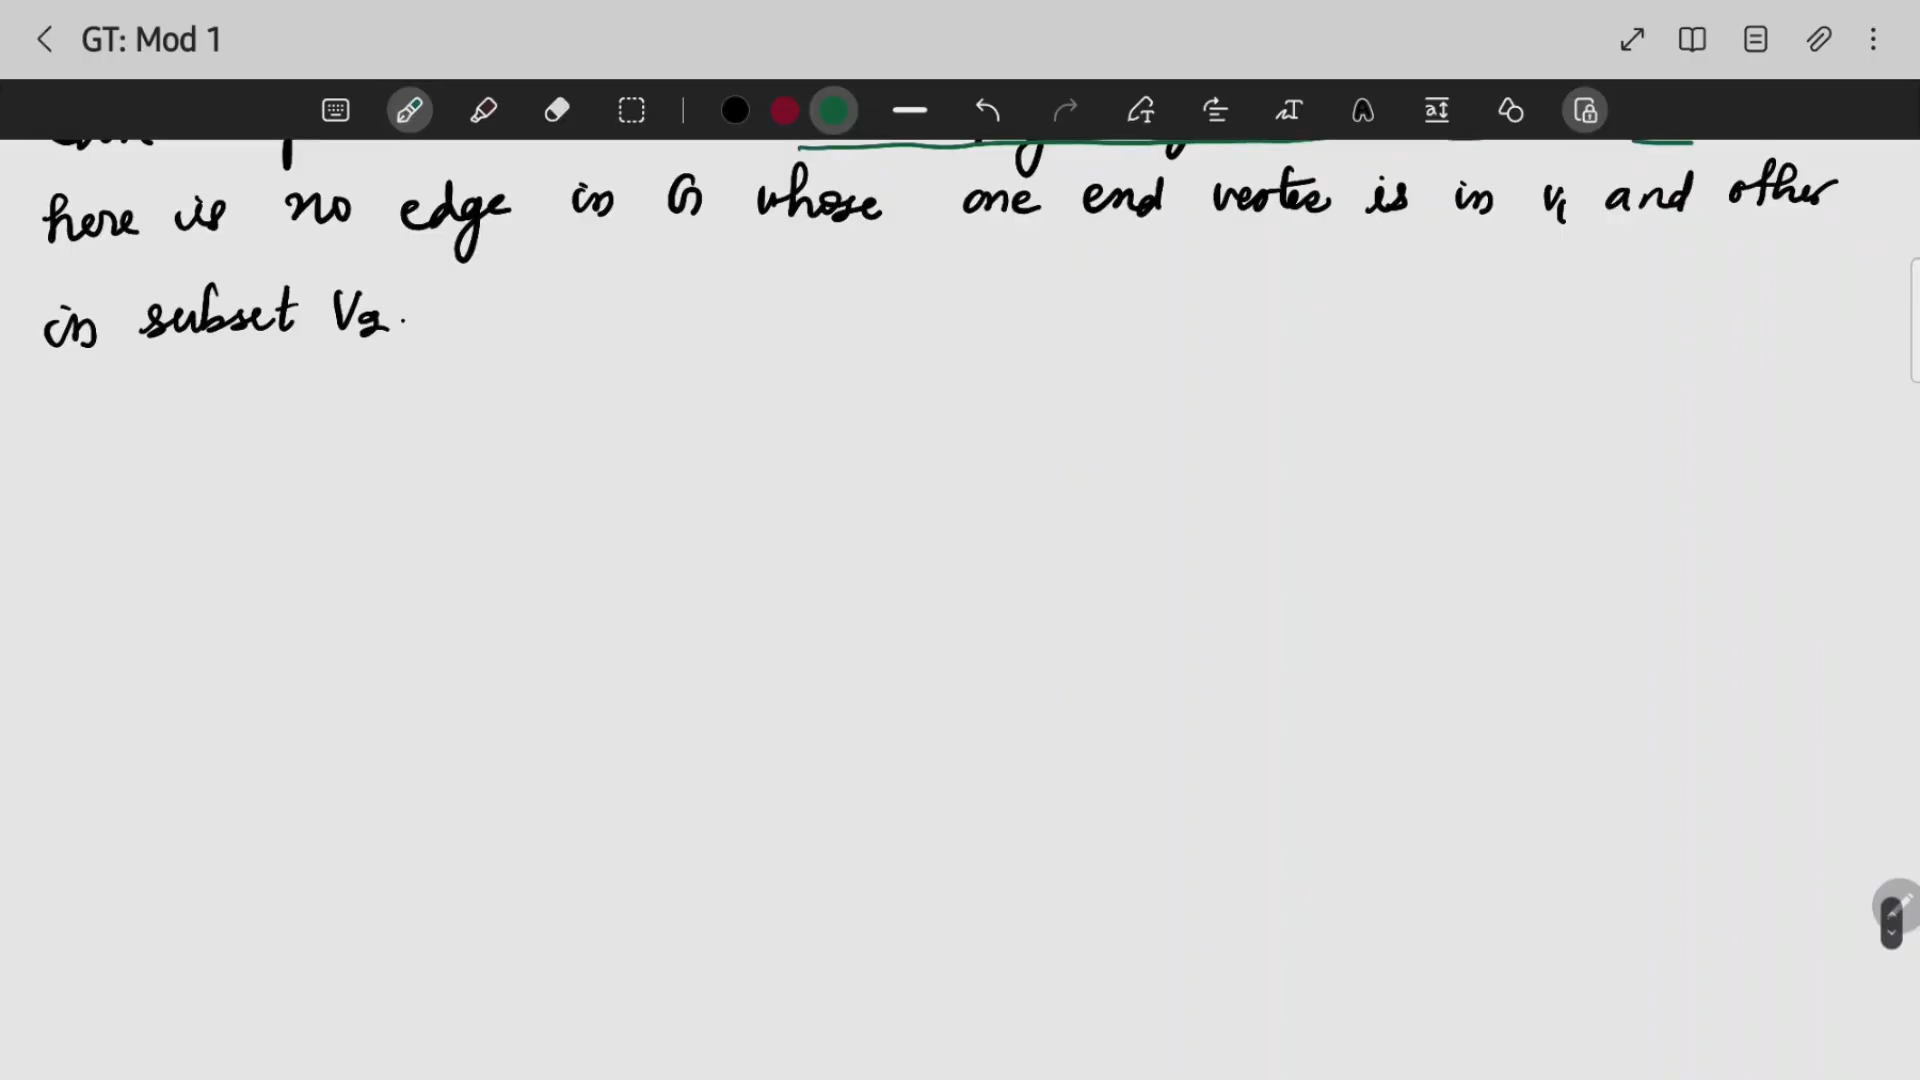 GT: Mod 1
here is no edge in G whose one end vertex is in V1 and other
in subset V2.